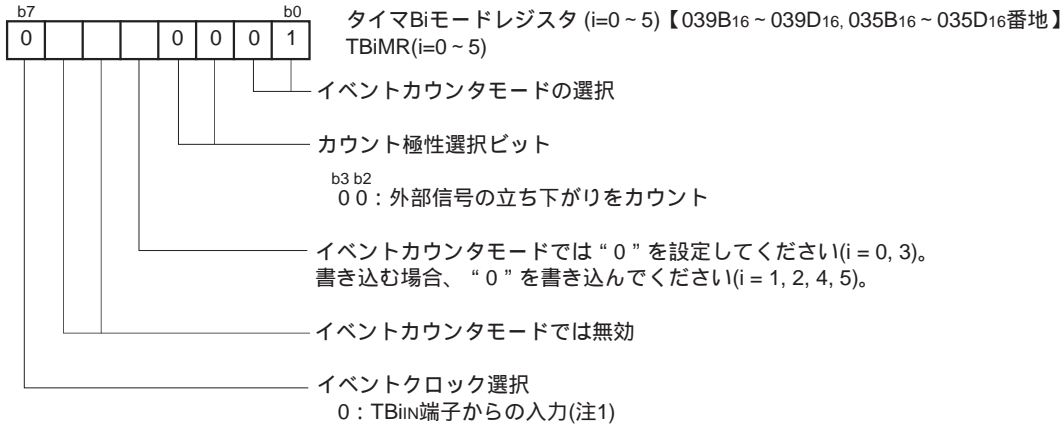 b7 b0
0 0 0 0 1
タイマBiモードレジスタ (i=0 ~ 5)【039B16 ~ 039D16, 035B16 ~ 035D16番地】
TBiMR(i=0 ~ 5)
イベントカウンタモードの選択
カウント極性選択ビット
b3 b2
0 0 : 外部信号の立ち下がりをカウント
イベントカウンタモードでは “ 0 ” を設定してください(i = 0, 3)。
書き込む場合、 “ 0 ” を書き込んでください(i = 1, 2, 4, 5)。
イベントカウンタモードでは無効
イベントクロック選択
0 : TBiIN端子からの入力(注1)